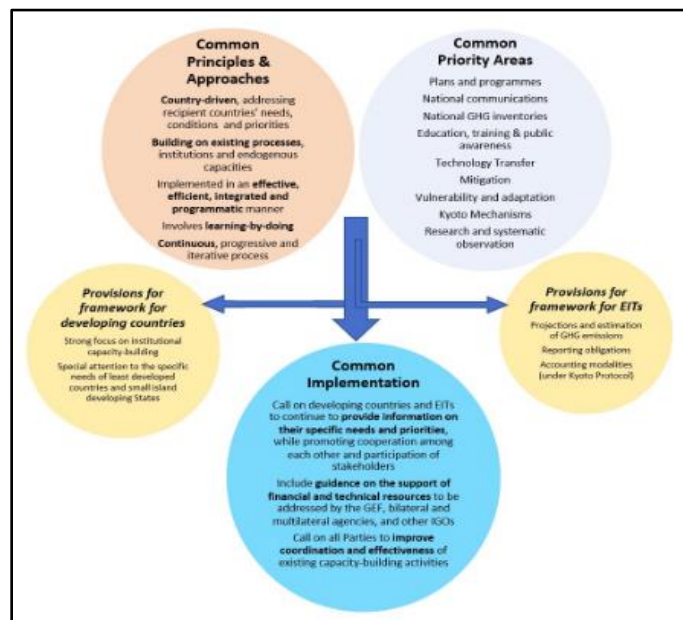 Common
Principles &
Approaches
Country-driven, addressing
recipient countries' needs,
conditions and priorities
Building on existing processes,
institutions and endogenous
capacities
Implemented in an effective,
efficient, integrated and
programmatic manner
Involves learning-by-doing
Continuous, progressive and
iterative process
Common
Priority Areas
Plans and programmes
National communications
National GHG inventories
Education, training & public
awareness
Technology Transfer
Mitigation
Vulnerability and adaptation
Kyoto Mechanisms
Research and systematic
observation
Provisions for
framework for
developing countries
Strong focus on institutional
capacity-building
Special attention to the specific
needs of least developed
countries and small island
developing States
Provisions for
framework for EITs
Projections and estimation
of GHG emissions
Reporting obligations
Accounting modalities
(under Kyoto Protocol)
Common
Implementation
Call on developing countries and EITs
to continue to provide information on
their specific needs and priorities,
while promoting cooperation among
each other and participation of
stakeholders
Include guidance on the support of
financial and technical resources to be
addressed by the GEF, bilateral and
multilateral agencies, and other IGOs
Call on all Parties to improve
coordination and effectiveness of
existing capacity-building activities